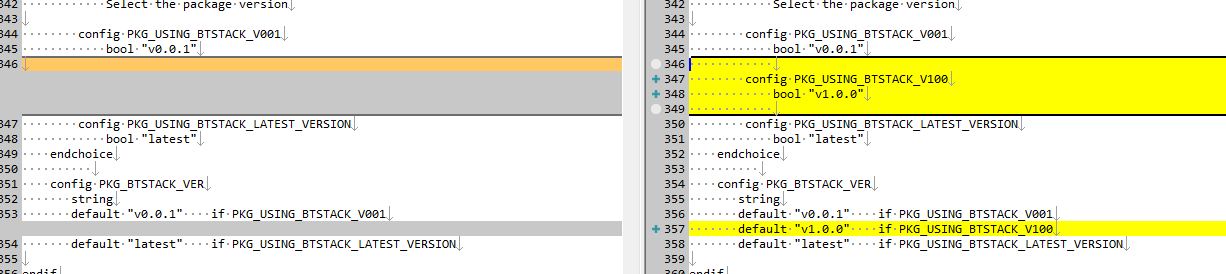 342 Select the package version
343
344 config PKG_USING_BTSTACK_V001
345 bool "v0.0.1"
346
347 config PKG_USING_BTSTACK_LATEST_VERSION
348 bool "latest"
349 endchoice
350
351 config PKG_BTSTACK_VER
352 string
353 default "v0.0.1" if PKG_USING_BTSTACK_V001
354 default "latest" if PKG_USING_BTSTACK_LATEST_VERSION
355
356 endif
342 Select the package version
343
344 config PKG_USING_BTSTACK_V001
345 bool "v0.0.1"
346
347 config PKG_USING_BTSTACK_V100
348 bool "v1.0.0"
349
350 config PKG_USING_BTSTACK_LATEST_VERSION
351 bool "latest"
352 endchoice
353
354 config PKG_BTSTACK_VER
355 string
356 default "v0.0.1" if PKG_USING_BTSTACK_V001
357 default "v1.0.0" if PKG_USING_BTSTACK_V100
358 default "latest" if PKG_USING_BTSTACK_LATEST_VERSION
359
360 endif